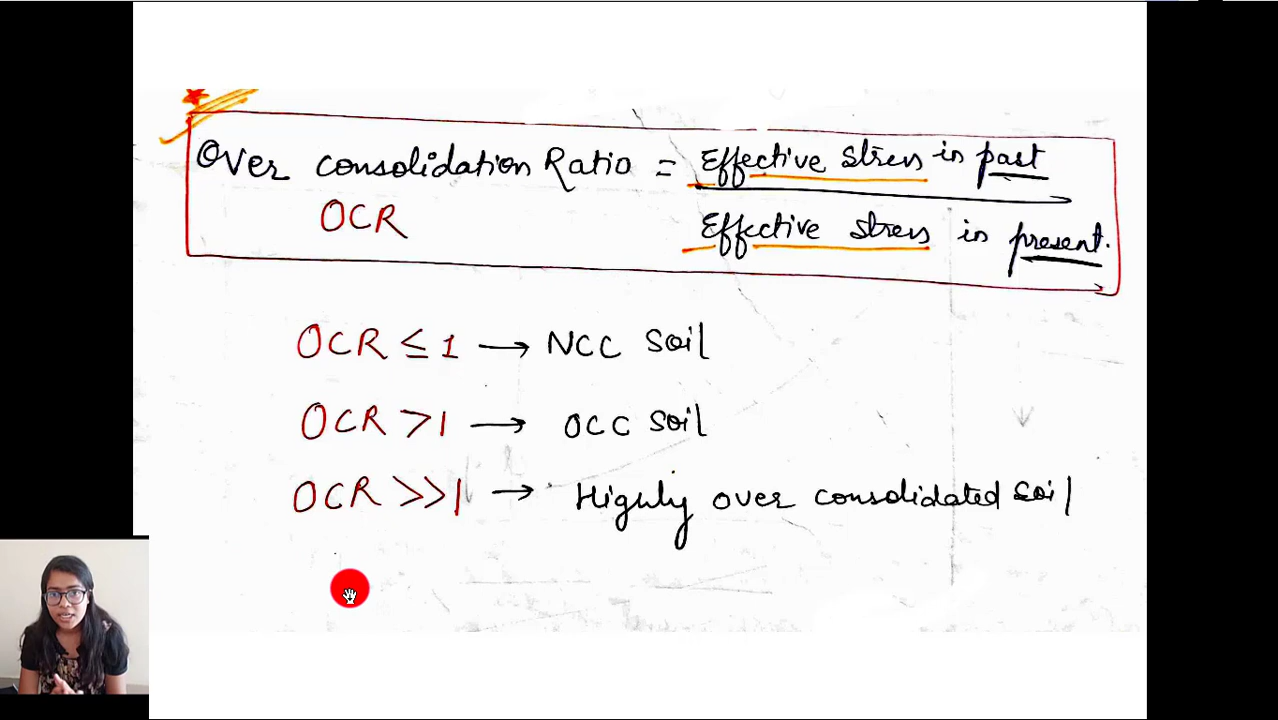 Over consolidation Ratio = Effective stress in past
OCR
Effective stress in present.
OCR ≤ 1 → NCC Soil
OCR >1 → OCC Soil
OCR >>1 → Highly over consolidated soil